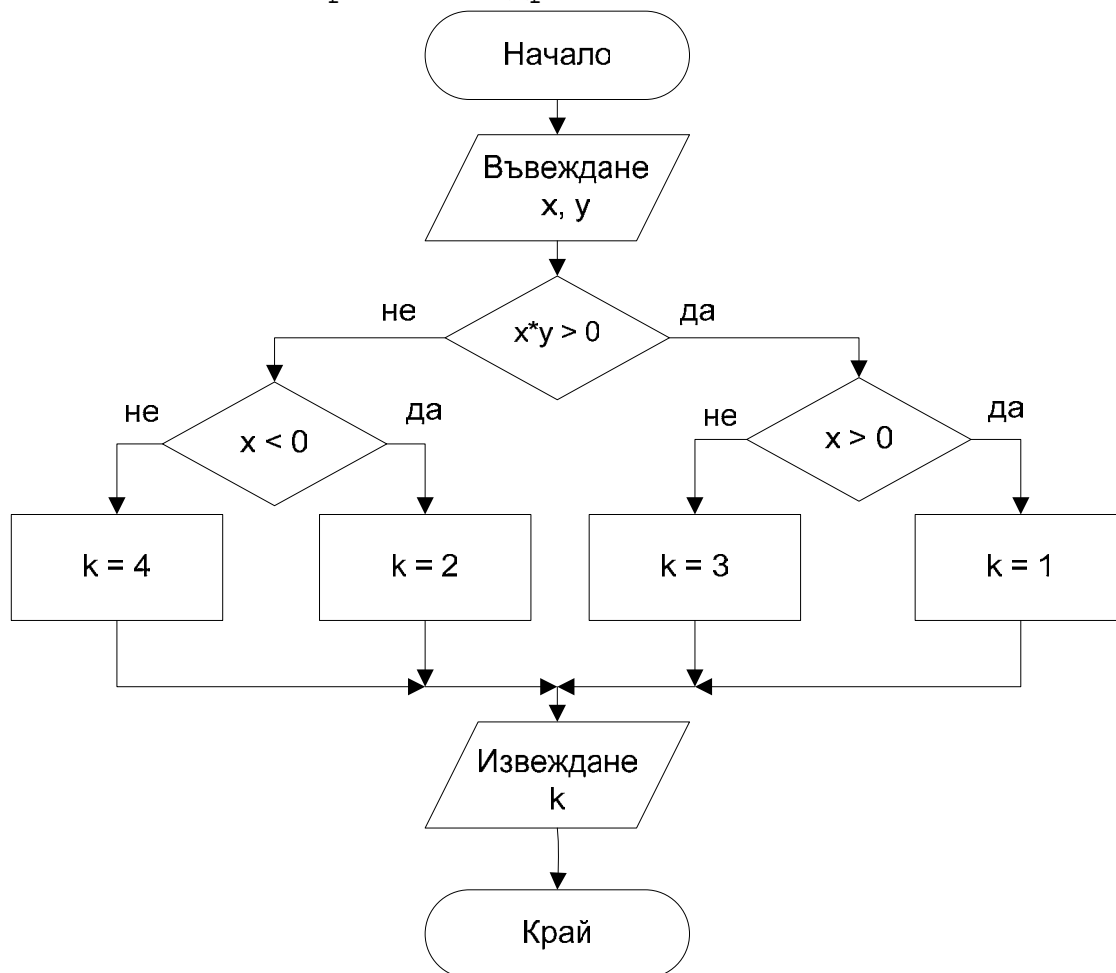 Начало
Въвеждане
x, y
не
x*y > 0
да
не
x < 0
да
не
x > 0
да
k = 4
k = 2
k = 3
k = 1
Извеждане
k
Край